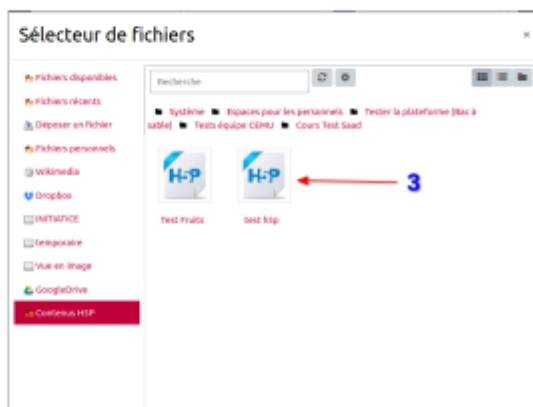 Sélecteur de fichiers
×
Fichiers disponibles
Fichiers récents
Déposer un fichier
Fichiers personnels
Wikimedia
Dropbox
INITIATICE
temporaire
Vue en image
GoogleDrive
Contenus H5P
Recherche
Système Espaces pour les personnels Tester la plateforme (Bac à
sable) Tests équipe CEMU Cours Test Saad
H5P H5P
3
Test Fruits test h5p